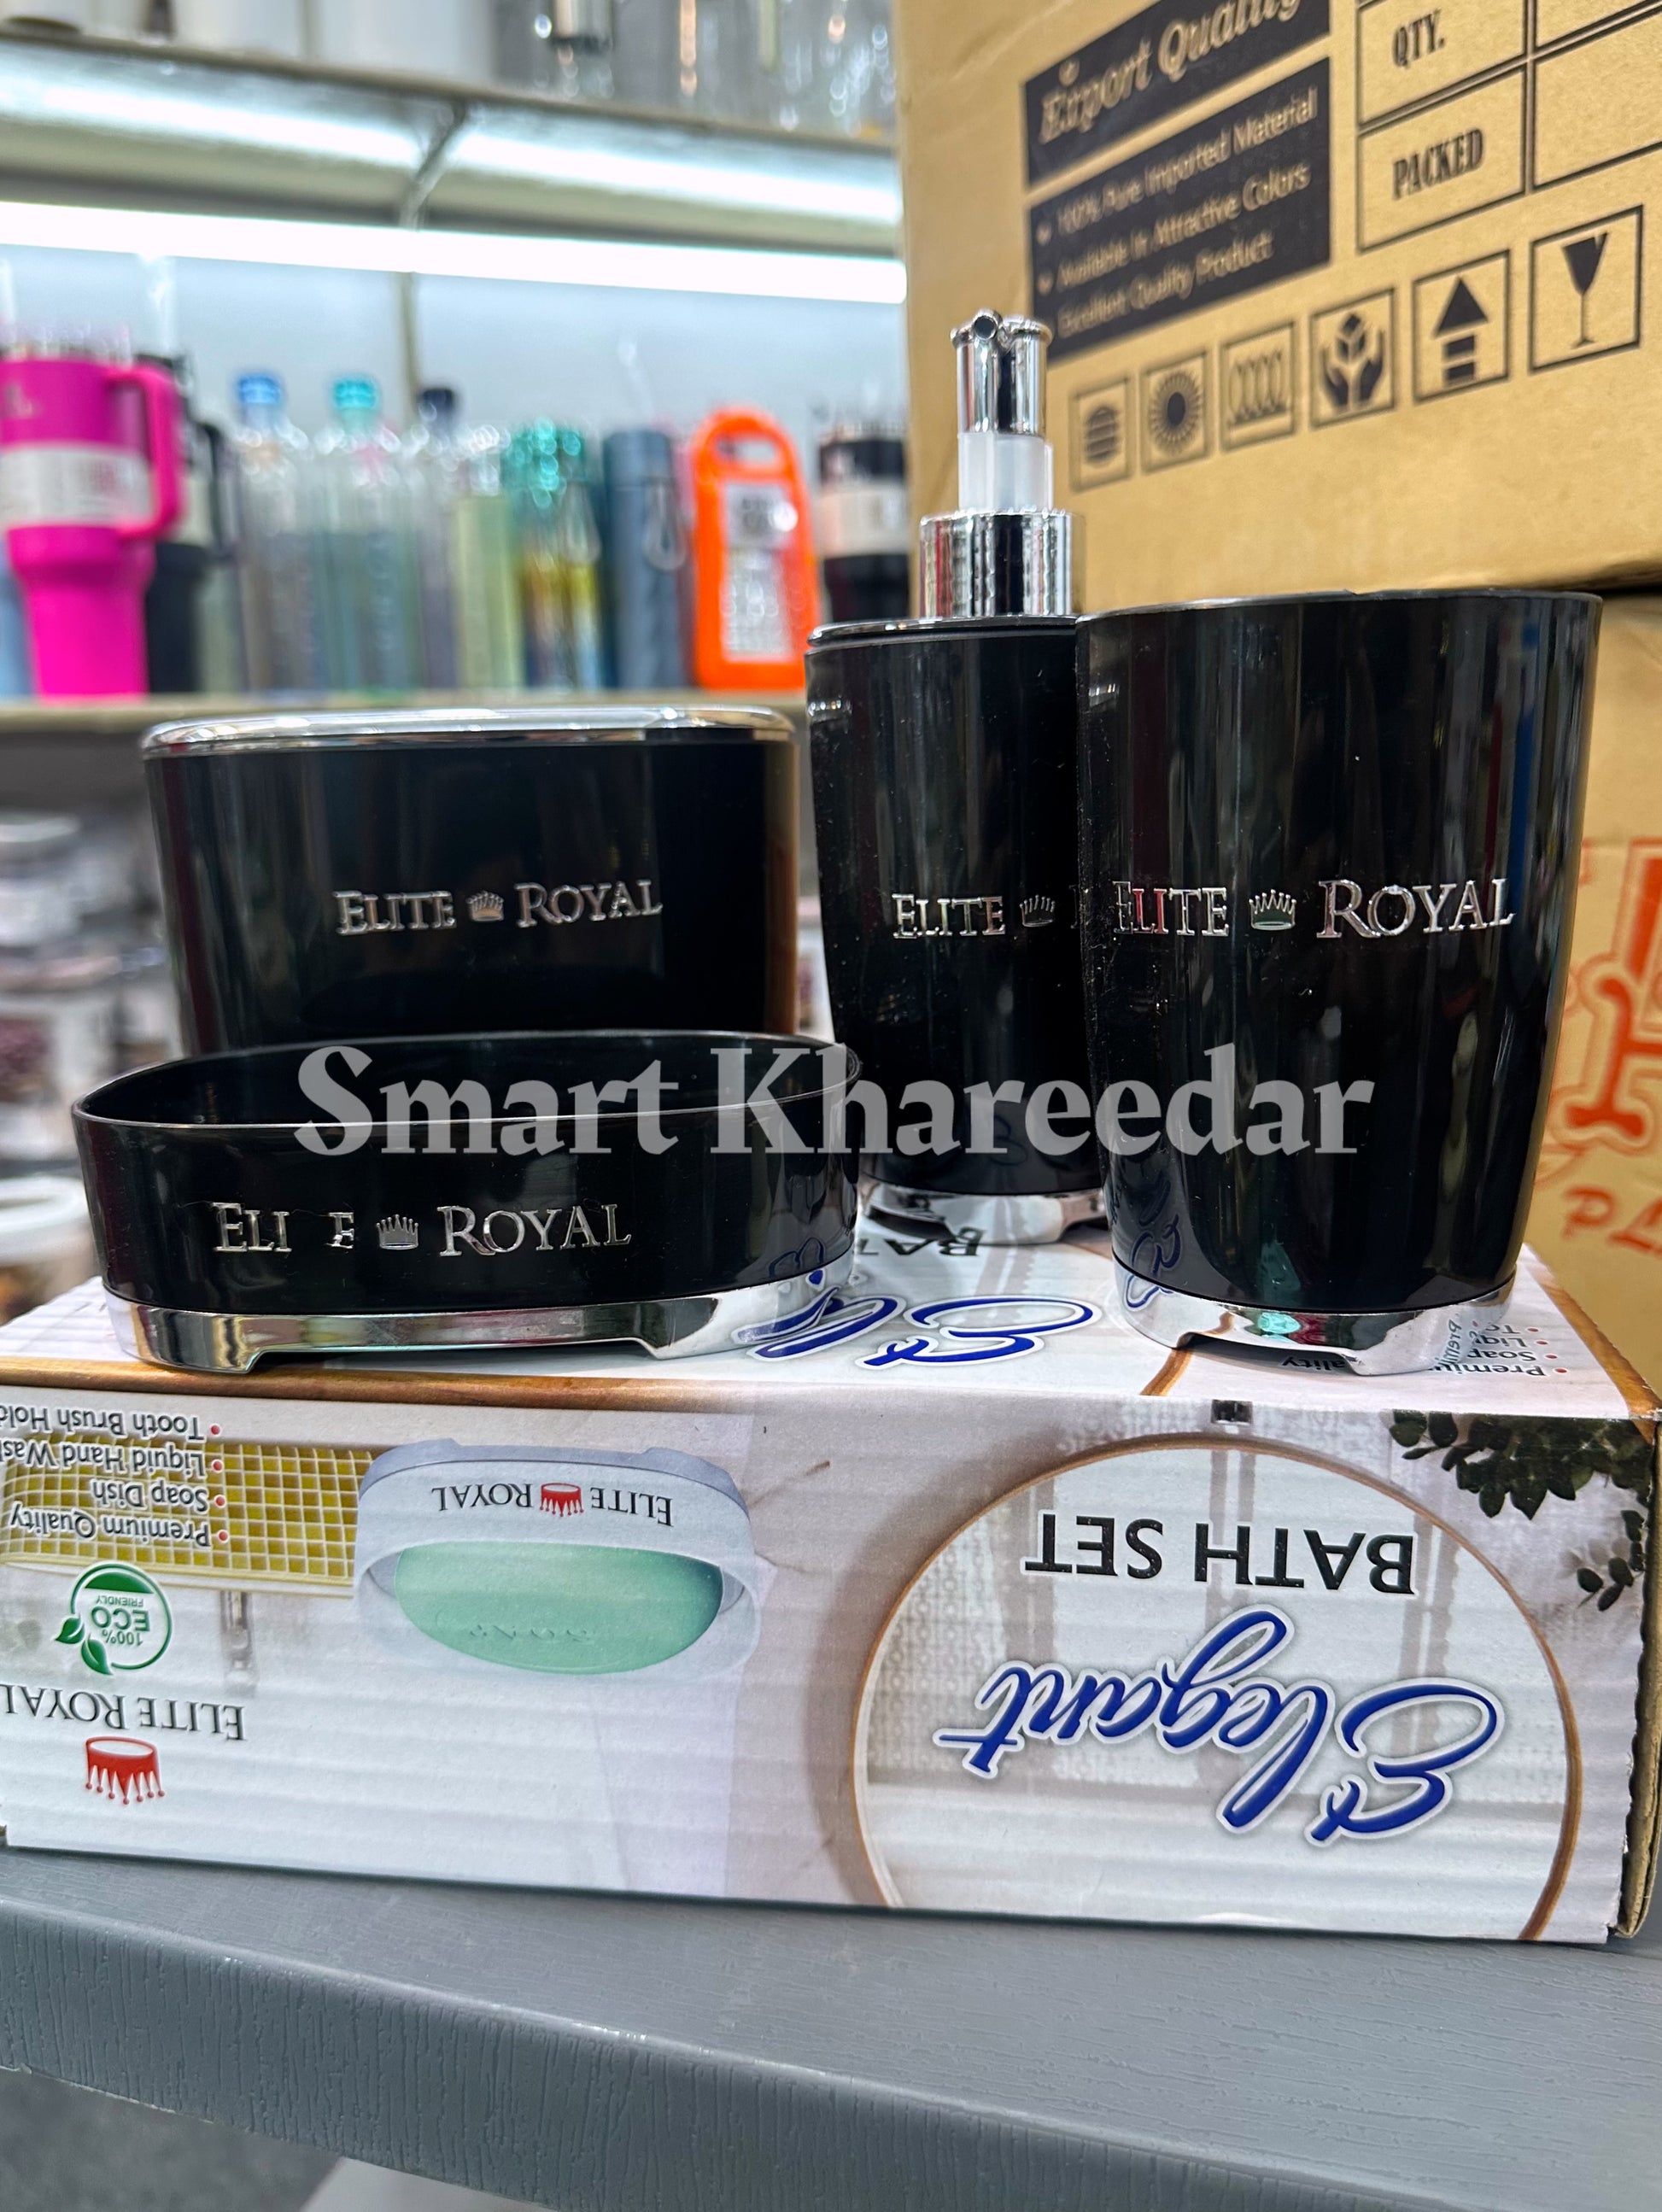 Export Quality
100% Pure Imported Material
Available In Attractive Colors
Excellent Quality Product
QTY.
PACKED
ELITE ROYAL
ELITE
ELITE ROYAL
Smart Khareedar
ELI E ROYAL
BATH SET
Elegant
ELITE ROYAL
100%
ECO
FRIENDLY
Premium Quality
Soap Dish
Liquid Hand Was
Tooth Brush Hold
ELITE ROYAL